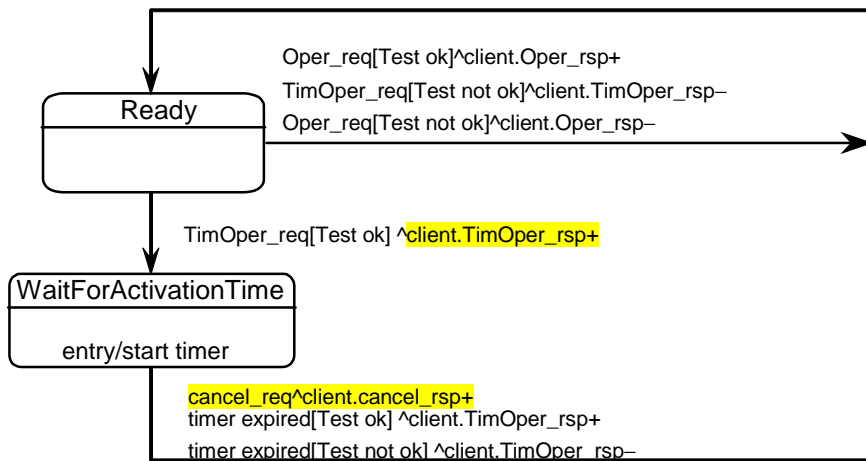 Oper_req[Test ok]^client.Oper_rsp+
TimOper_req[Test not ok]^client.TimOper_rsp−
Oper_req[Test not ok]^client.Oper_rsp−
Ready
TimOper_req[Test ok] ^client.TimOper_rsp+
WaitForActivationTime
entry/start timer
cancel_req^client.cancel_rsp+
timer expired[Test ok] ^client.TimOper_rsp+
timer expired[Test not ok] ^client.TimOper_rsp−